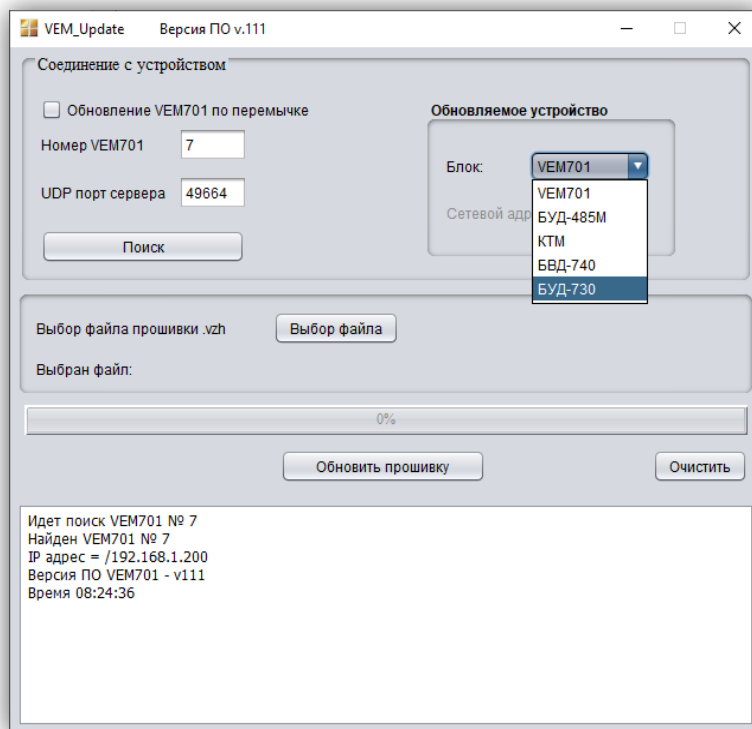 VEM_Update Версия ПО v.111
Соединение с устройством
Обновление VEM701 по перемычке
Номер VEM701 7
UDP порт сервера 49664
Поиск
Обновляемое устройство
Блок: VEM701
Сетевой адр
VEM701
БУД-485М
КТМ
БВД-740
БУД-730
Выбор файла прошивки .vzh Выбор файла
Выбран файл:
0%
Обновить прошивку Очистить
Идет поиск VEM701 № 7
Найден VEM701 № 7
IP адрес = /192.168.1.200
Версия ПО VEM701 - v111
Время 08:24:36